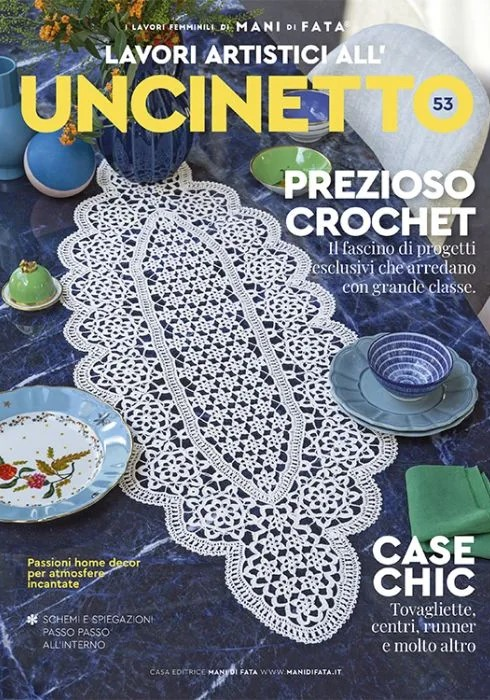 I LAVORI FEMMINILI DI MANI DI FATA®
LAVORI ARTISTICI ALL'
UNCINETTO
53
PREZIOSO
CROCHET
Il fascino di progetti
esclusivi che arredano
con grande classe.
Passioni home decor
per atmosfere
incantate
* SCHEMI E SPIEGAZIONI
PASSO PASSO
ALL'INTERNO
CASE
CHIC
Tovagliette,
centri, runner
e molto altro
CASA EDITRICE MANI DI FATA WWW.MANIDIFATA.IT